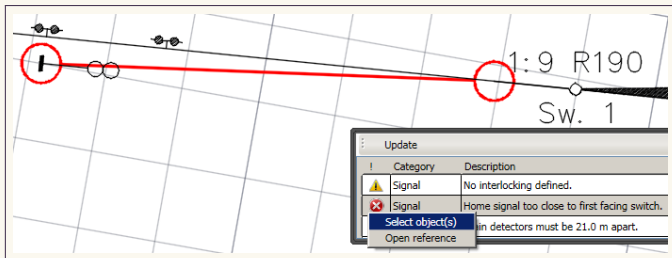 1:9 R190
Sw. 1
Update
! Category Description
Signal No interlocking defined.
Signal Home signal too close to first facing switch.
Select object(s)
ain detectors must be 21.0 m apart.
Open reference